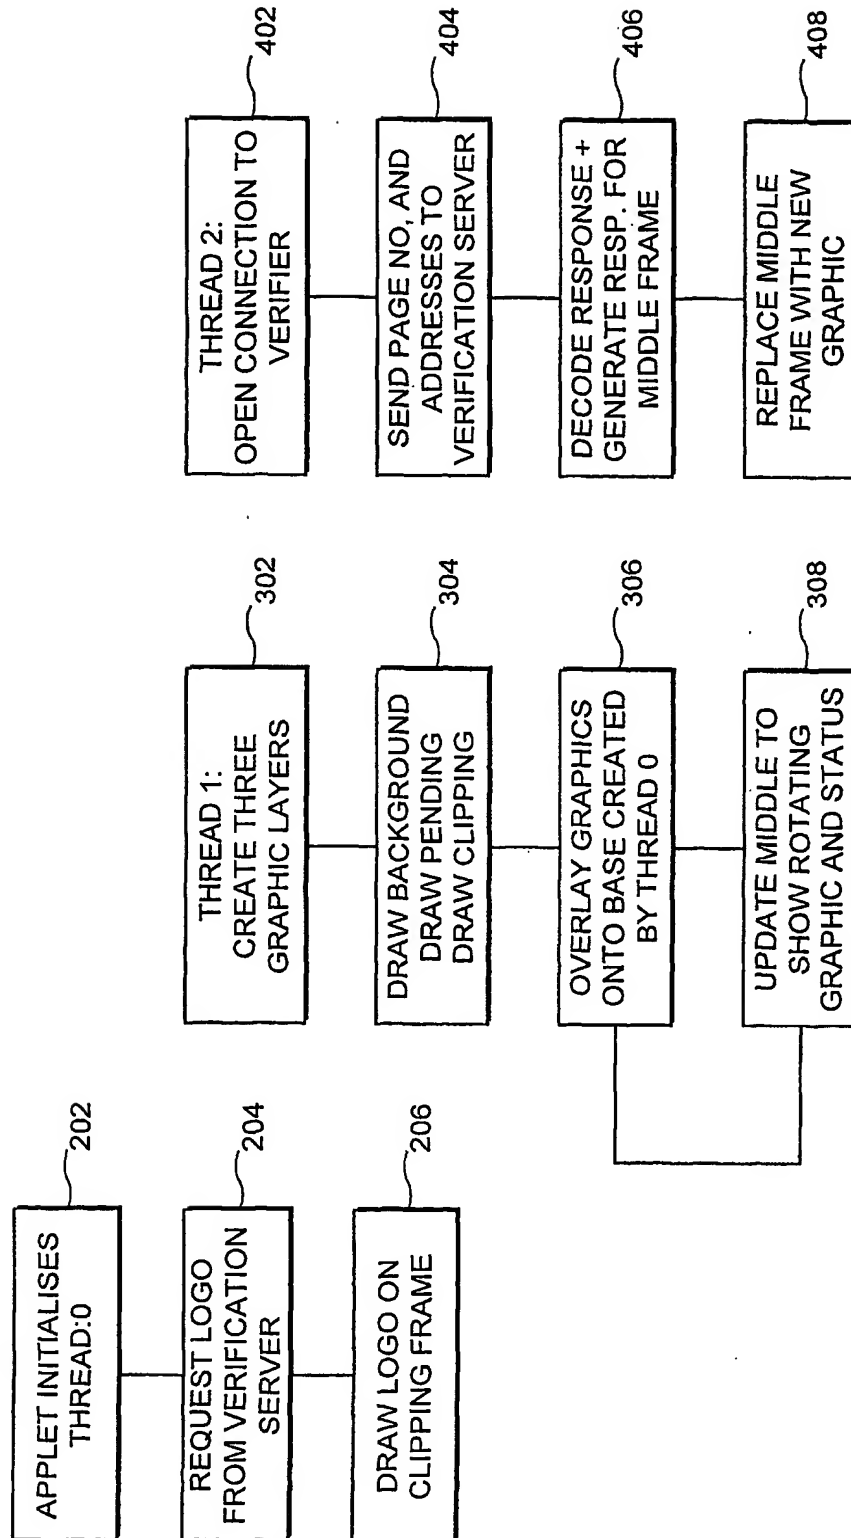 APPLET INITIALISES
THREAD:0
202
REQUEST LOGO
FROM VERIFICATION
SERVER
204
DRAW LOGO ON
CLIPPING FRAME
206
THREAD 1:
CREATE THREE
GRAPHIC LAYERS
302
DRAW BACKGROUND
DRAW PENDING
DRAW CLIPPING
304
OVERLAY GRAPHICS
ONTO BASE CREATED
BY THREAD 0
306
UPDATE MIDDLE TO
SHOW ROTATING
GRAPHIC AND STATUS
308
THREAD 2:
OPEN CONNECTION TO
VERIFIER
402
SEND PAGE NO, AND
ADDRESSES TO
VERIFICATION SERVER
404
DECODE RESPONSE +
GENERATE RESP. FOR
MIDDLE FRAME
406
REPLACE MIDDLE
FRAME WITH NEW
GRAPHIC
408